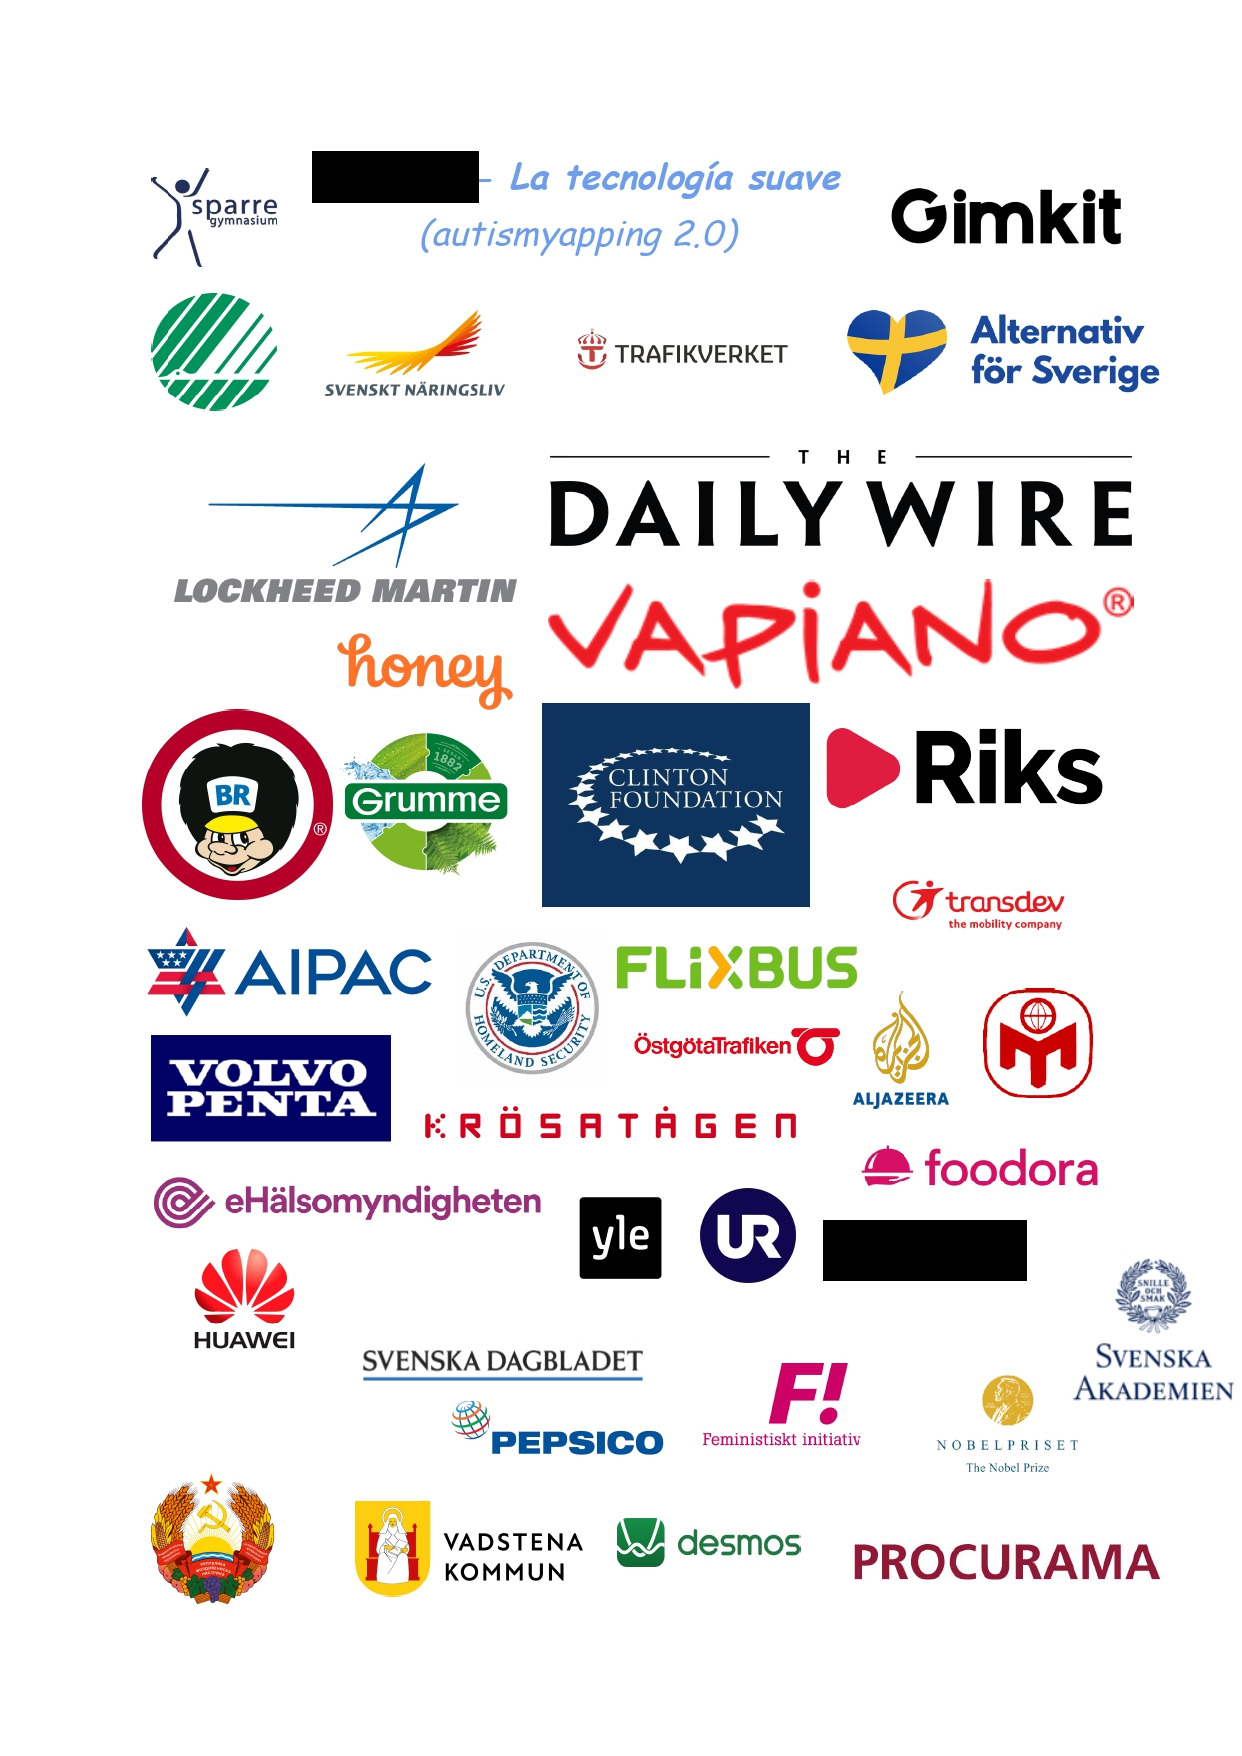 sparre
gymnasium
- La tecnología suave
(autismyapping 2.0)
Gimkit
SVENSKT NÄRINGSLIV
TRAFIKVERKET
Alternativ
för Sverige
LOCKHEED MARTIN
THE
DAILY WIRE
VAPIANO®
honey
BR
®
DEPUIS
1882
Grumme
CLINTON
FOUNDATION
Riks
transdev
the mobility company
AIPAC
U.S. DEPARTMENT OF
HOMELAND SECURITY
FLiXBUS
ÖstgötaTrafiken
ALJAZEERA
VOLVO
PENTA
KRÖSATÅGEN
foodora
eHälsomyndigheten
yle
UR
HUAWEI
SNILLE
OCH
SMAK
SVENSKA
AKADEMIEN
SVENSKA DAGBLADET
PEPSICO
F!
Feministiskt initiativ
NOBELPRISET
The Nobel Prize
VADSTENA
KOMMUN
desmos
PROCURAMA